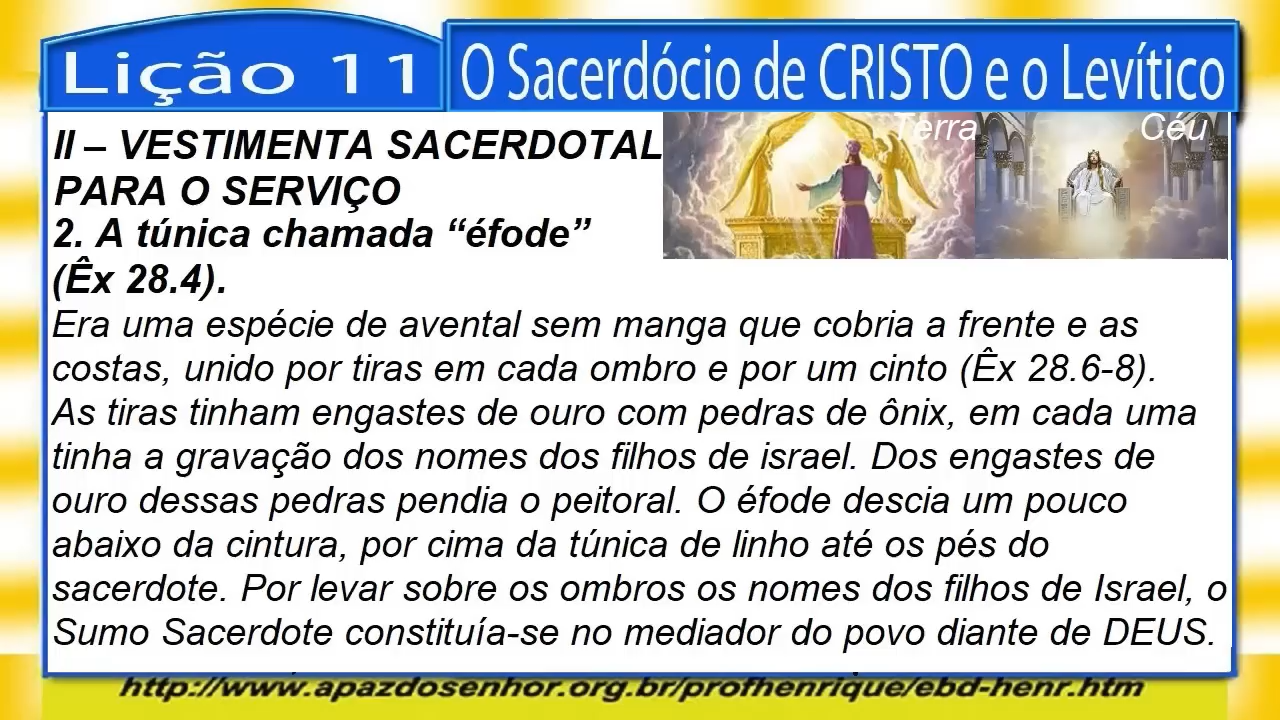 Lição 11
O Sacerdócio de CRISTO e o Levítico
Terra
Céu
II – VESTIMENTA SACERDOTAL
PARA O SERVIÇO
2. A túnica chamada “éfode”
(Êx 28.4).
Era uma espécie de avental sem manga que cobria a frente e as
costas, unido por tiras em cada ombro e por um cinto (Êx 28.6-8).
As tiras tinham engastes de ouro com pedras de ônix, em cada uma
tinha a gravação dos nomes dos filhos de israel. Dos engastes de
ouro dessas pedras pendia o peitoral. O éfode descia um pouco
abaixo da cintura, por cima da túnica de linho até os pés do
sacerdote. Por levar sobre os ombros os nomes dos filhos de Israel, o
Sumo Sacerdote constituía-se no mediador do povo diante de DEUS.
http://www.apazdosenhor.org.br/profhenrique/ebd-henr.htm